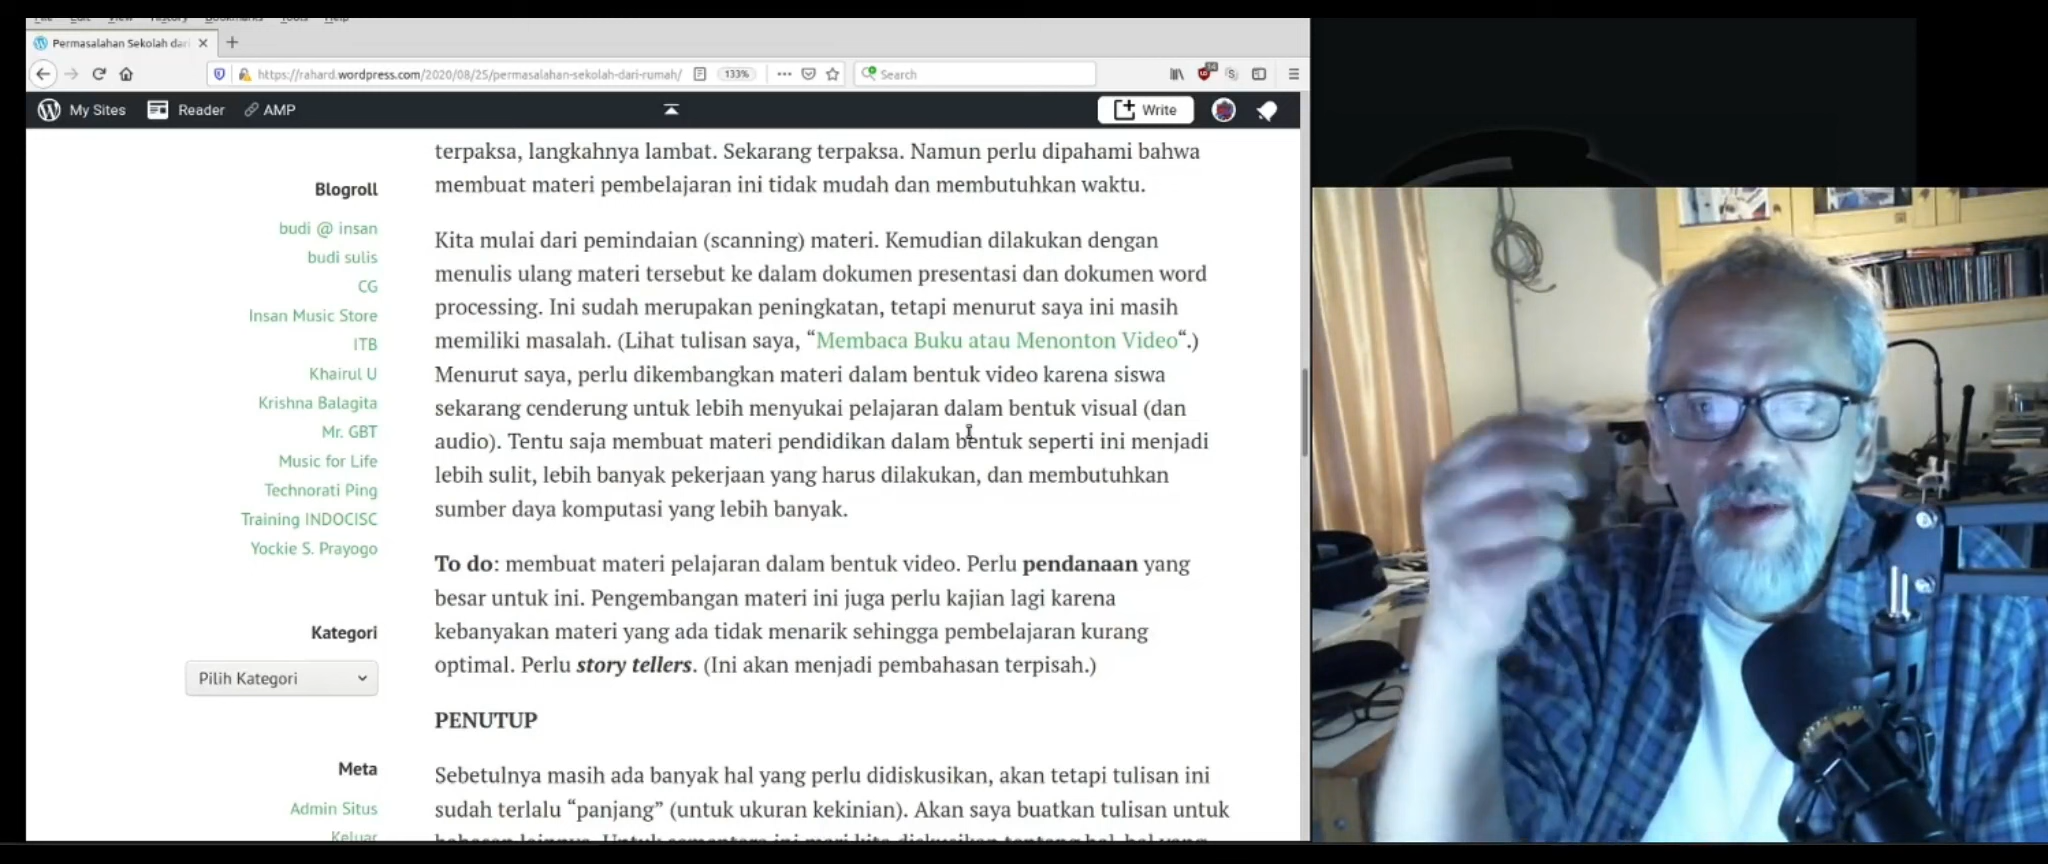 File Edit View History Bookmarks Tools Help
Permasalahan Sekolah dari
https://rahard.wordpress.com/2020/08/25/permasalahan-sekolah-dari-rumah/ 133% Search
My Sites Reader AMP Write
terpaksa, langkahnya lambat. Sekarang terpaksa. Namun perlu dipahami bahwa
membuat materi pembelajaran ini tidak mudah dan membutuhkan waktu.
Kita mulai dari pemindaian (scanning) materi. Kemudian dilakukan dengan
menulis ulang materi tersebut ke dalam dokumen presentasi dan dokumen word
processing. Ini sudah merupakan peningkatan, tetapi menurut saya ini masih
memiliki masalah. (Lihat tulisan saya, “Membaca Buku atau Menonton Video“.)
Menurut saya, perlu dikembangkan materi dalam bentuk video karena siswa
sekarang cenderung untuk lebih menyukai pelajaran dalam bentuk visual (dan
audio). Tentu saja membuat materi pendidikan dalam bentuk seperti ini menjadi
lebih sulit, lebih banyak pekerjaan yang harus dilakukan, dan membutuhkan
sumber daya komputasi yang lebih banyak.
To do: membuat materi pelajaran dalam bentuk video. Perlu pendanaan yang
besar untuk ini. Pengembangan materi ini juga perlu kajian lagi karena
kebanyakan materi yang ada tidak menarik sehingga pembelajaran kurang
optimal. Perlu story tellers. (Ini akan menjadi pembahasan terpisah.)
PENUTUP
Sebetulnya masih ada banyak hal yang perlu didiskusikan, akan tetapi tulisan ini
sudah terlalu “panjang” (untuk ukuran kekinian). Akan saya buatkan tulisan untuk
Blogroll
budi @ insan
budi sulis
CG
Insan Music Store
ITB
Khairul U
Krishna Balagita
Mr. GBT
Music for Life
Technorati Ping
Training INDOCISC
Yockie S. Prayogo
Kategori
Pilih Kategori
Meta
Admin Situs
Keluar